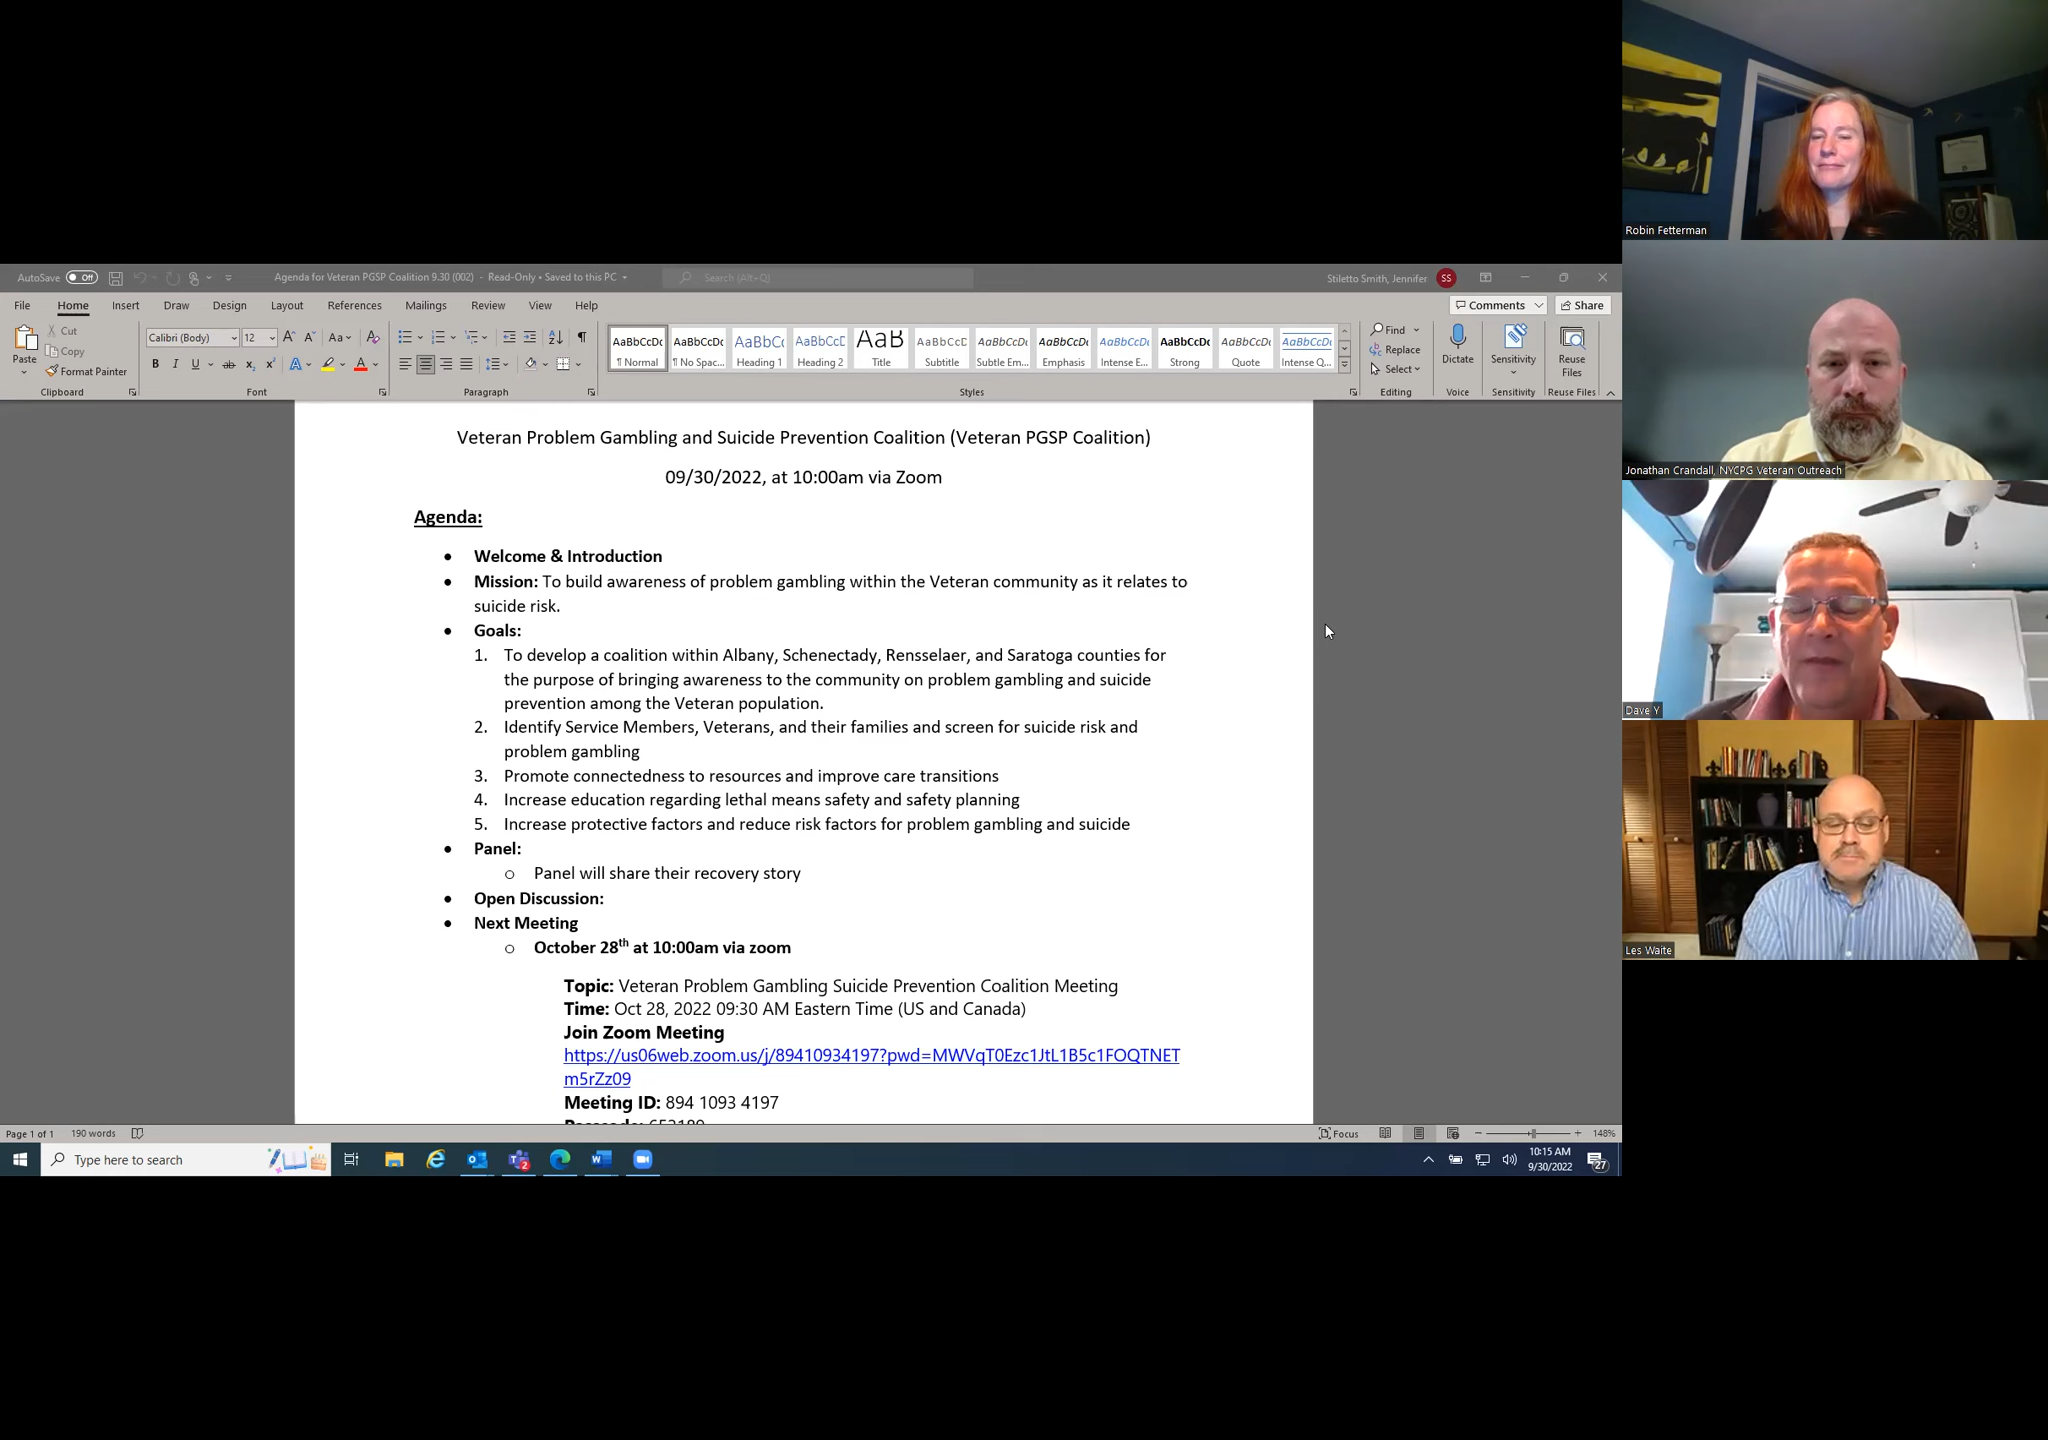 AutoSave Off
Agenda for Veteran PGSP Coalition 9.30 (002) - Read-Only • Saved to this PC
Search (Alt+Q)
Stiletto Smith, Jennifer SS
File Home Insert Draw Design Layout References Mailings Review View Help
Comments Share
Paste
Cut
Copy
Format Painter
Clipboard
Calibri (Body) 12
Font
Paragraph
AaBbCcDc AaBbCcDc AaBbCc AaBbCcD AaB AaBbCcD AaBbCcDc AaBbCcDc AaBbCcDc AaBbCcDc AaBbCcDc AaBbCcDc
¶ Normal ¶ No Spac... Heading 1 Heading 2 Title Subtitle Subtle Em... Emphasis Intense E... Strong Quote Intense Q...
Styles
Find
Replace
Select
Editing
Dictate
Voice
Sensitivity
Sensitivity
Reuse Files
Reuse Files
Veteran Problem Gambling and Suicide Prevention Coalition (Veteran PGSP Coalition)
09/30/2022, at 10:00am via Zoom
Agenda:
• Welcome & Introduction
• Mission: To build awareness of problem gambling within the Veteran community as it relates to
suicide risk.
• Goals:
1. To develop a coalition within Albany, Schenectady, Rensselaer, and Saratoga counties for
the purpose of bringing awareness to the community on problem gambling and suicide
prevention among the Veteran population.
2. Identify Service Members, Veterans, and their families and screen for suicide risk and
problem gambling
3. Promote connectedness to resources and improve care transitions
4. Increase education regarding lethal means safety and safety planning
5. Increase protective factors and reduce risk factors for problem gambling and suicide
• Panel:
o Panel will share their recovery story
• Open Discussion:
• Next Meeting
o October 28th at 10:00am via zoom
Topic: Veteran Problem Gambling Suicide Prevention Coalition Meeting
Time: Oct 28, 2022 09:30 AM Eastern Time (US and Canada)
Join Zoom Meeting
https://us06web.zoom.us/j/89410934197?pwd=MWVqT0Ezc1JtL1B5c1FOQTNET
m5rZz09
Meeting ID: 894 1093 4197
Page 1 of 1 190 words
Focus
148%
Type here to search
2
10:15 AM
9/30/2022
27
Robin Fetterman
Jonathan Crandall, NYCPG Veteran Outreach
Dave Y
Les Waite